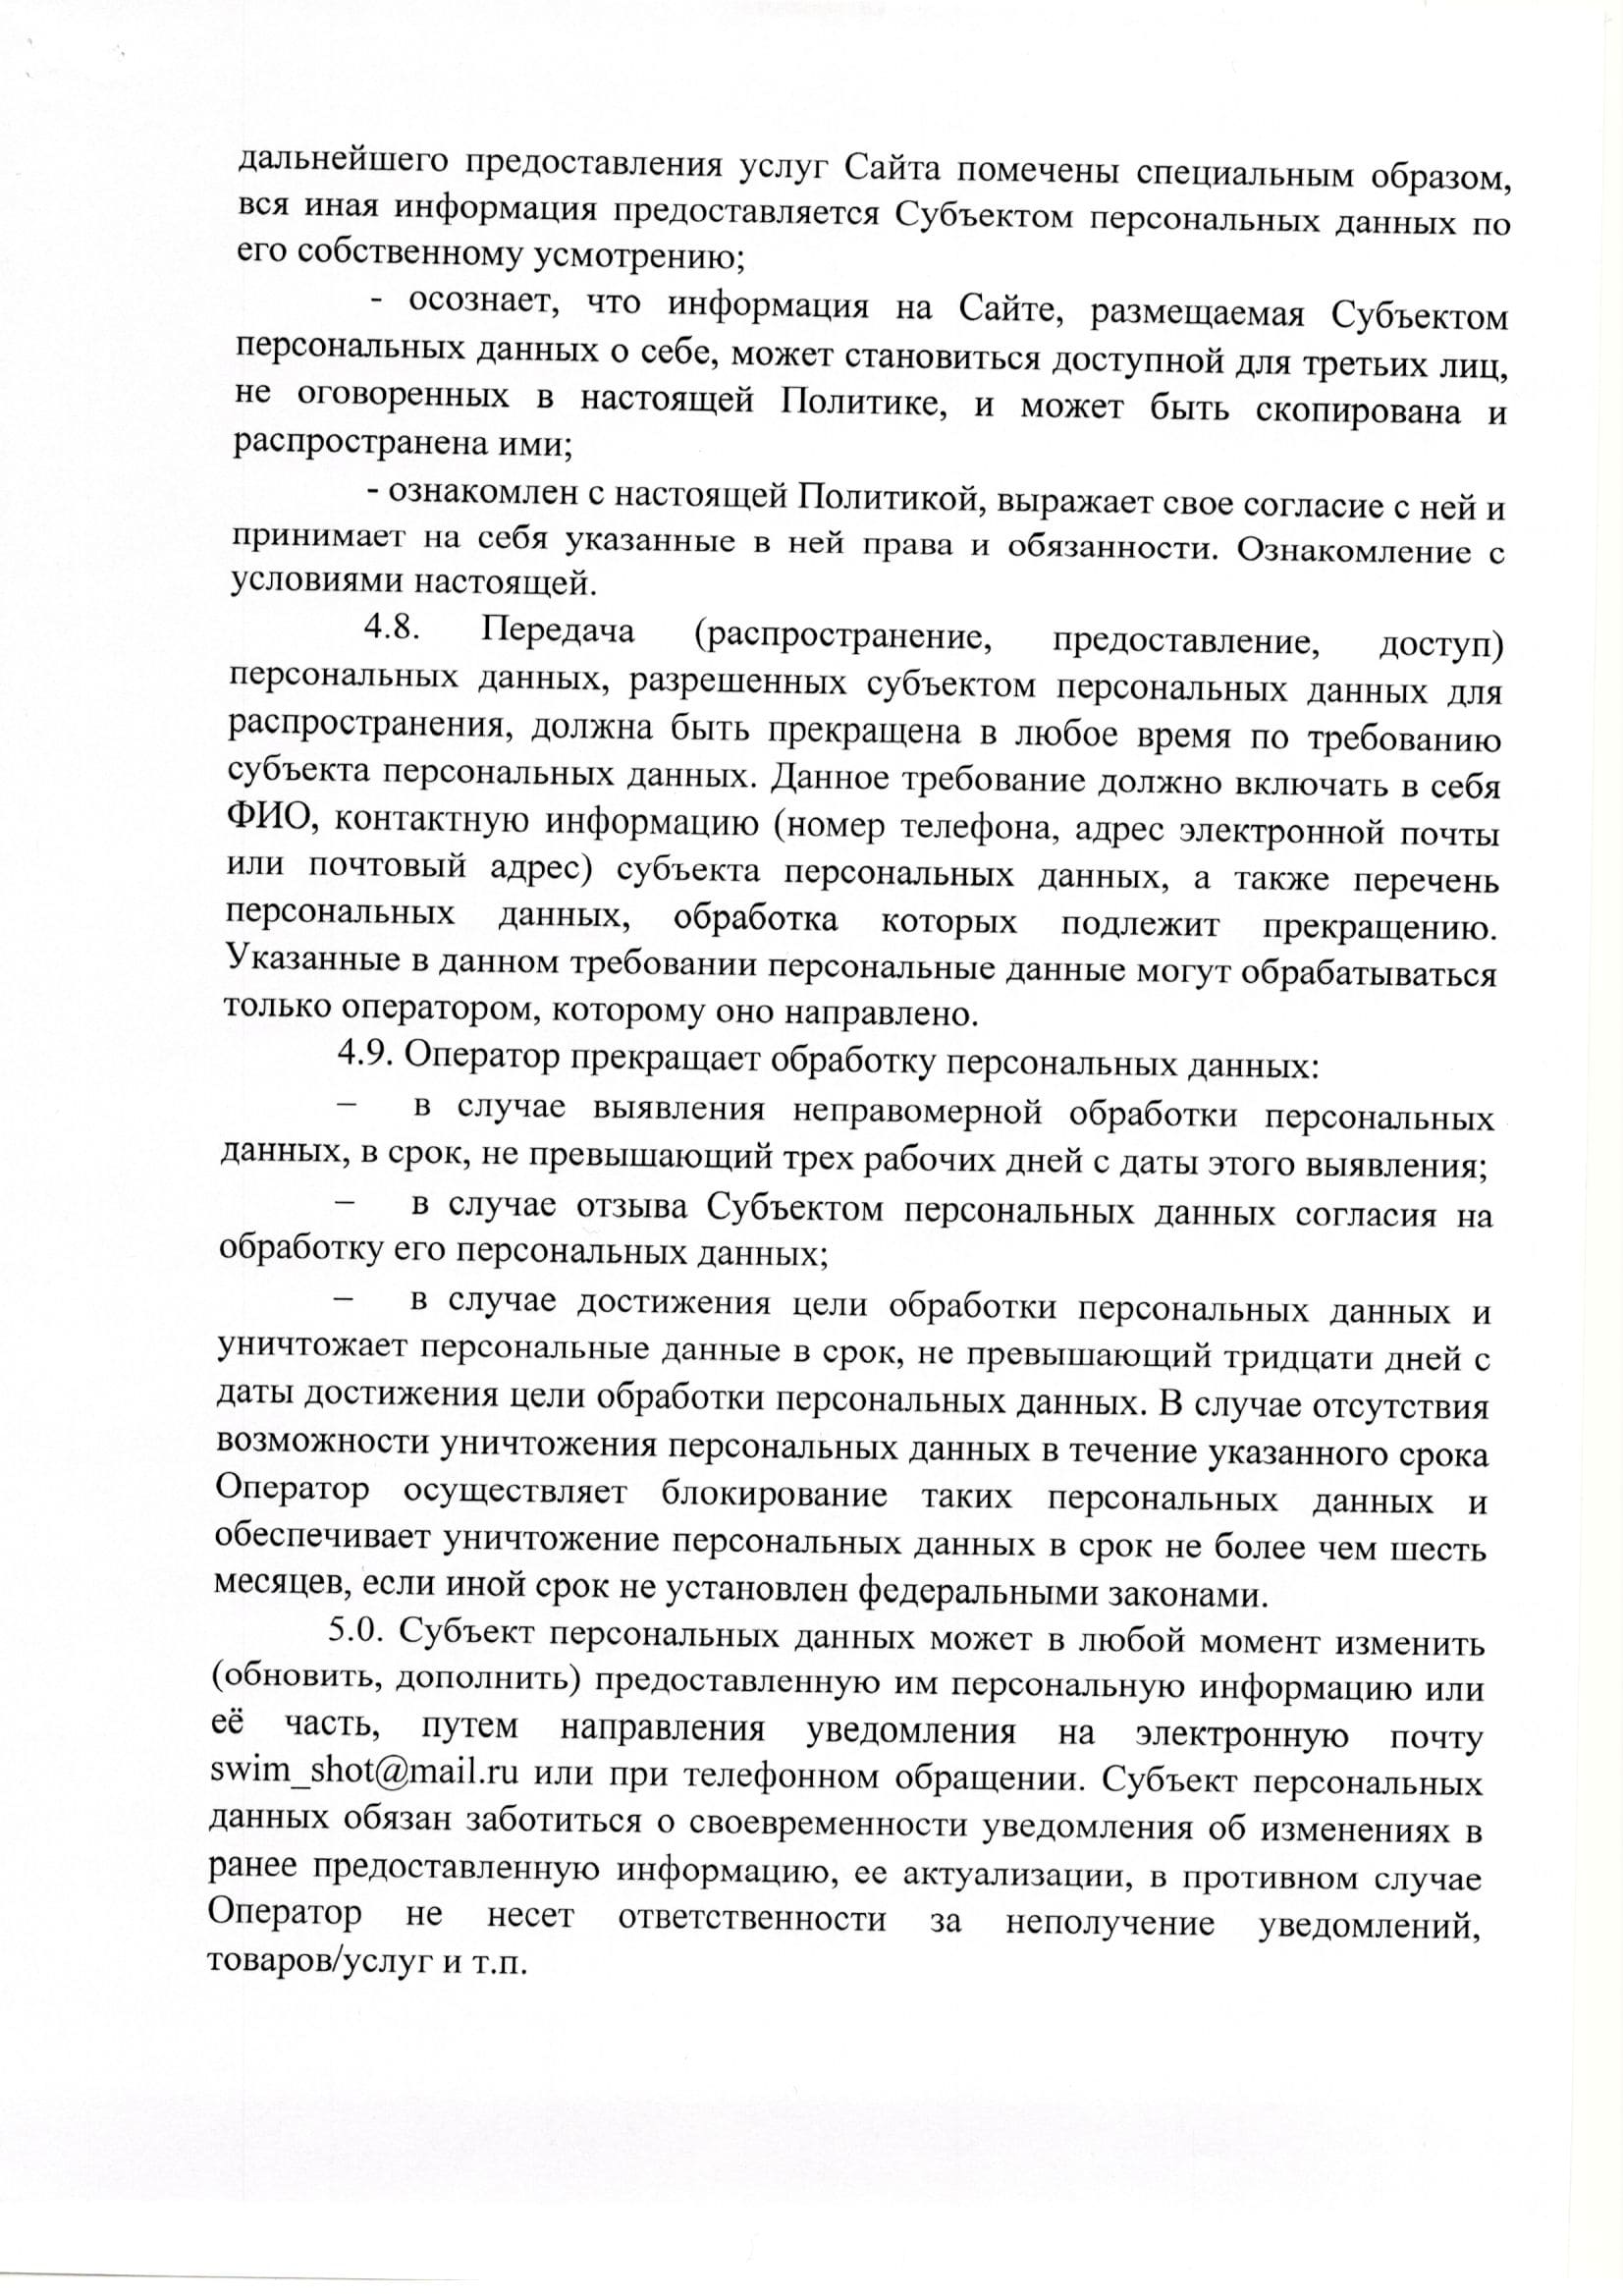 дальнейшего предоставления услуг Сайта помечены специальным образом,
вся иная информация предоставляется Субъектом персональных данных по
его собственному усмотрению;
- осознает, что информация на Сайте, размещаемая Субъектом
персональных данных о себе, может становиться доступной для третьих лиц,
не оговоренных в настоящей Политике, и может быть скопирована и
распространена ими;
- ознакомлен с настоящей Политикой, выражает свое согласие с ней и
принимает на себя указанные в ней права и обязанности. Ознакомление с
условиями настоящей.
4.8. Передача (распространение, предоставление, доступ)
персональных данных, разрешенных субъектом персональных данных для
распространения, должна быть прекращена в любое время по требованию
субъекта персональных данных. Данное требование должно включать в себя
ФИО, контактную информацию (номер телефона, адрес электронной почты
или почтовый адрес) субъекта персональных данных, а также перечень
персональных данных, обработка которых подлежит прекращению.
Указанные в данном требовании персональные данные могут обрабатываться
только оператором, которому оно направлено.
4.9. Оператор прекращает обработку персональных данных:
– в случае выявления неправомерной обработки персональных
данных, в срок, не превышающий трех рабочих дней с даты этого выявления;
– в случае отзыва Субъектом персональных данных согласия на
обработку его персональных данных;
– в случае достижения цели обработки персональных данных и
уничтожает персональные данные в срок, не превышающий тридцати дней с
даты достижения цели обработки персональных данных. В случае отсутствия
возможности уничтожения персональных данных в течение указанного срока
Оператор осуществляет блокирование таких персональных данных и
обеспечивает уничтожение персональных данных в срок не более чем шесть
месяцев, если иной срок не установлен федеральными законами.
5.0. Субъект персональных данных может в любой момент изменить
(обновить, дополнить) предоставленную им персональную информацию или
её часть, путем направления уведомления на электронную почту
swim_shot@mail.ru или при телефонном обращении. Субъект персональных
данных обязан заботиться о своевременности уведомления об изменениях в
ранее предоставленную информацию, ее актуализации, в противном случае
Оператор не несет ответственности за неполучение уведомлений,
товаров/услуг и т.п.